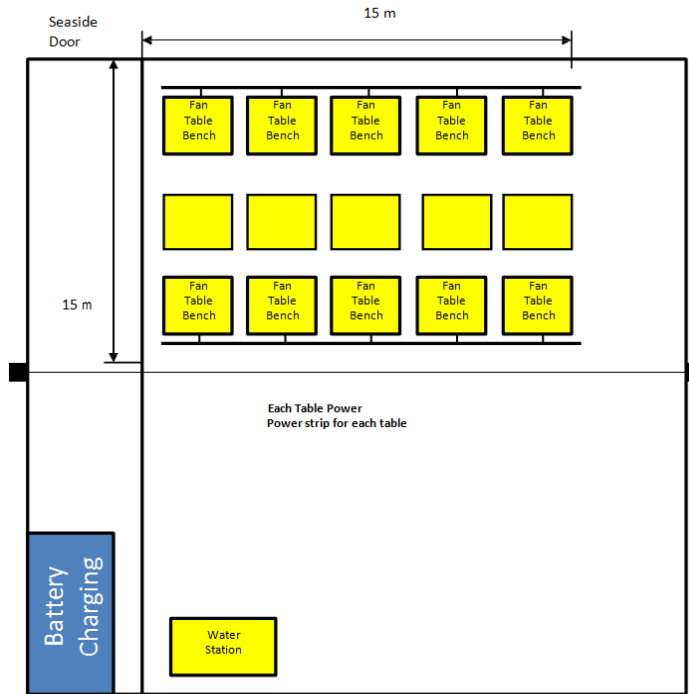 Seaside
Door
15 m
Fan
Table
Bench
Fan
Table
Bench
Fan
Table
Bench
Fan
Table
Bench
Fan
Table
Bench
Fan
Table
Bench
Fan
Table
Bench
Fan
Table
Bench
Fan
Table
Bench
Fan
Table
Bench
15 m
Each Table Power
Power strip for each table
Battery
Charging
Water
Station